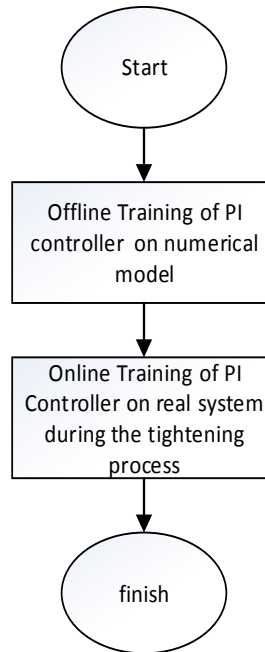 Start
Offline Training of PI
controller on numerical
model
Online Training of PI
Controller on real system
during the tightening
process
finish